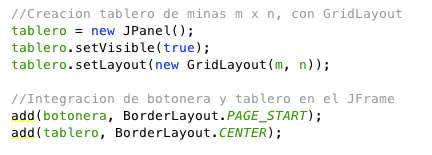 //Creacion tablero de minas m x n, con GridLayout
tablero = new JPanel();
tablero.setVisible(true);
tablero.setLayout(new GridLayout(m, n));
//Integracion de botonera y tablero en el JFrame
add(botonera, BorderLayout.PAGE_START);
add(tablero, BorderLayout.CENTER);